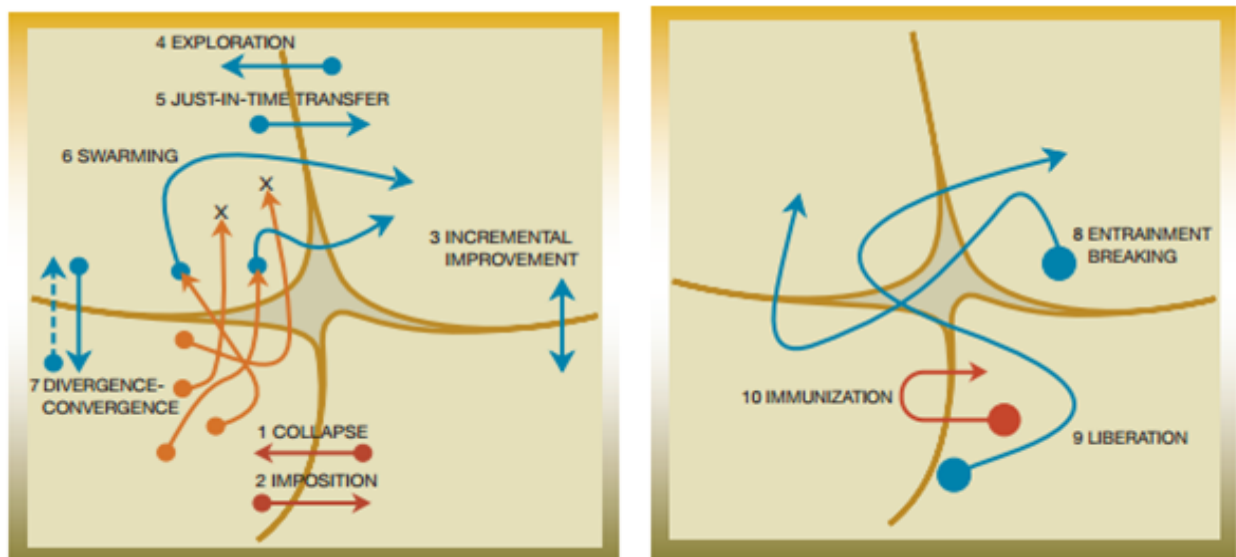 4 EXPLORATION
5 JUST-IN-TIME TRANSFER
6 SWARMING
X
X
3 INCREMENTAL
IMPROVEMENT
7 DIVERGENCE-
CONVERGENCE
1 COLLAPSE
2 IMPOSITION
8 ENTRAINMENT
BREAKING
10 IMMUNIZATION
9 LIBERATION